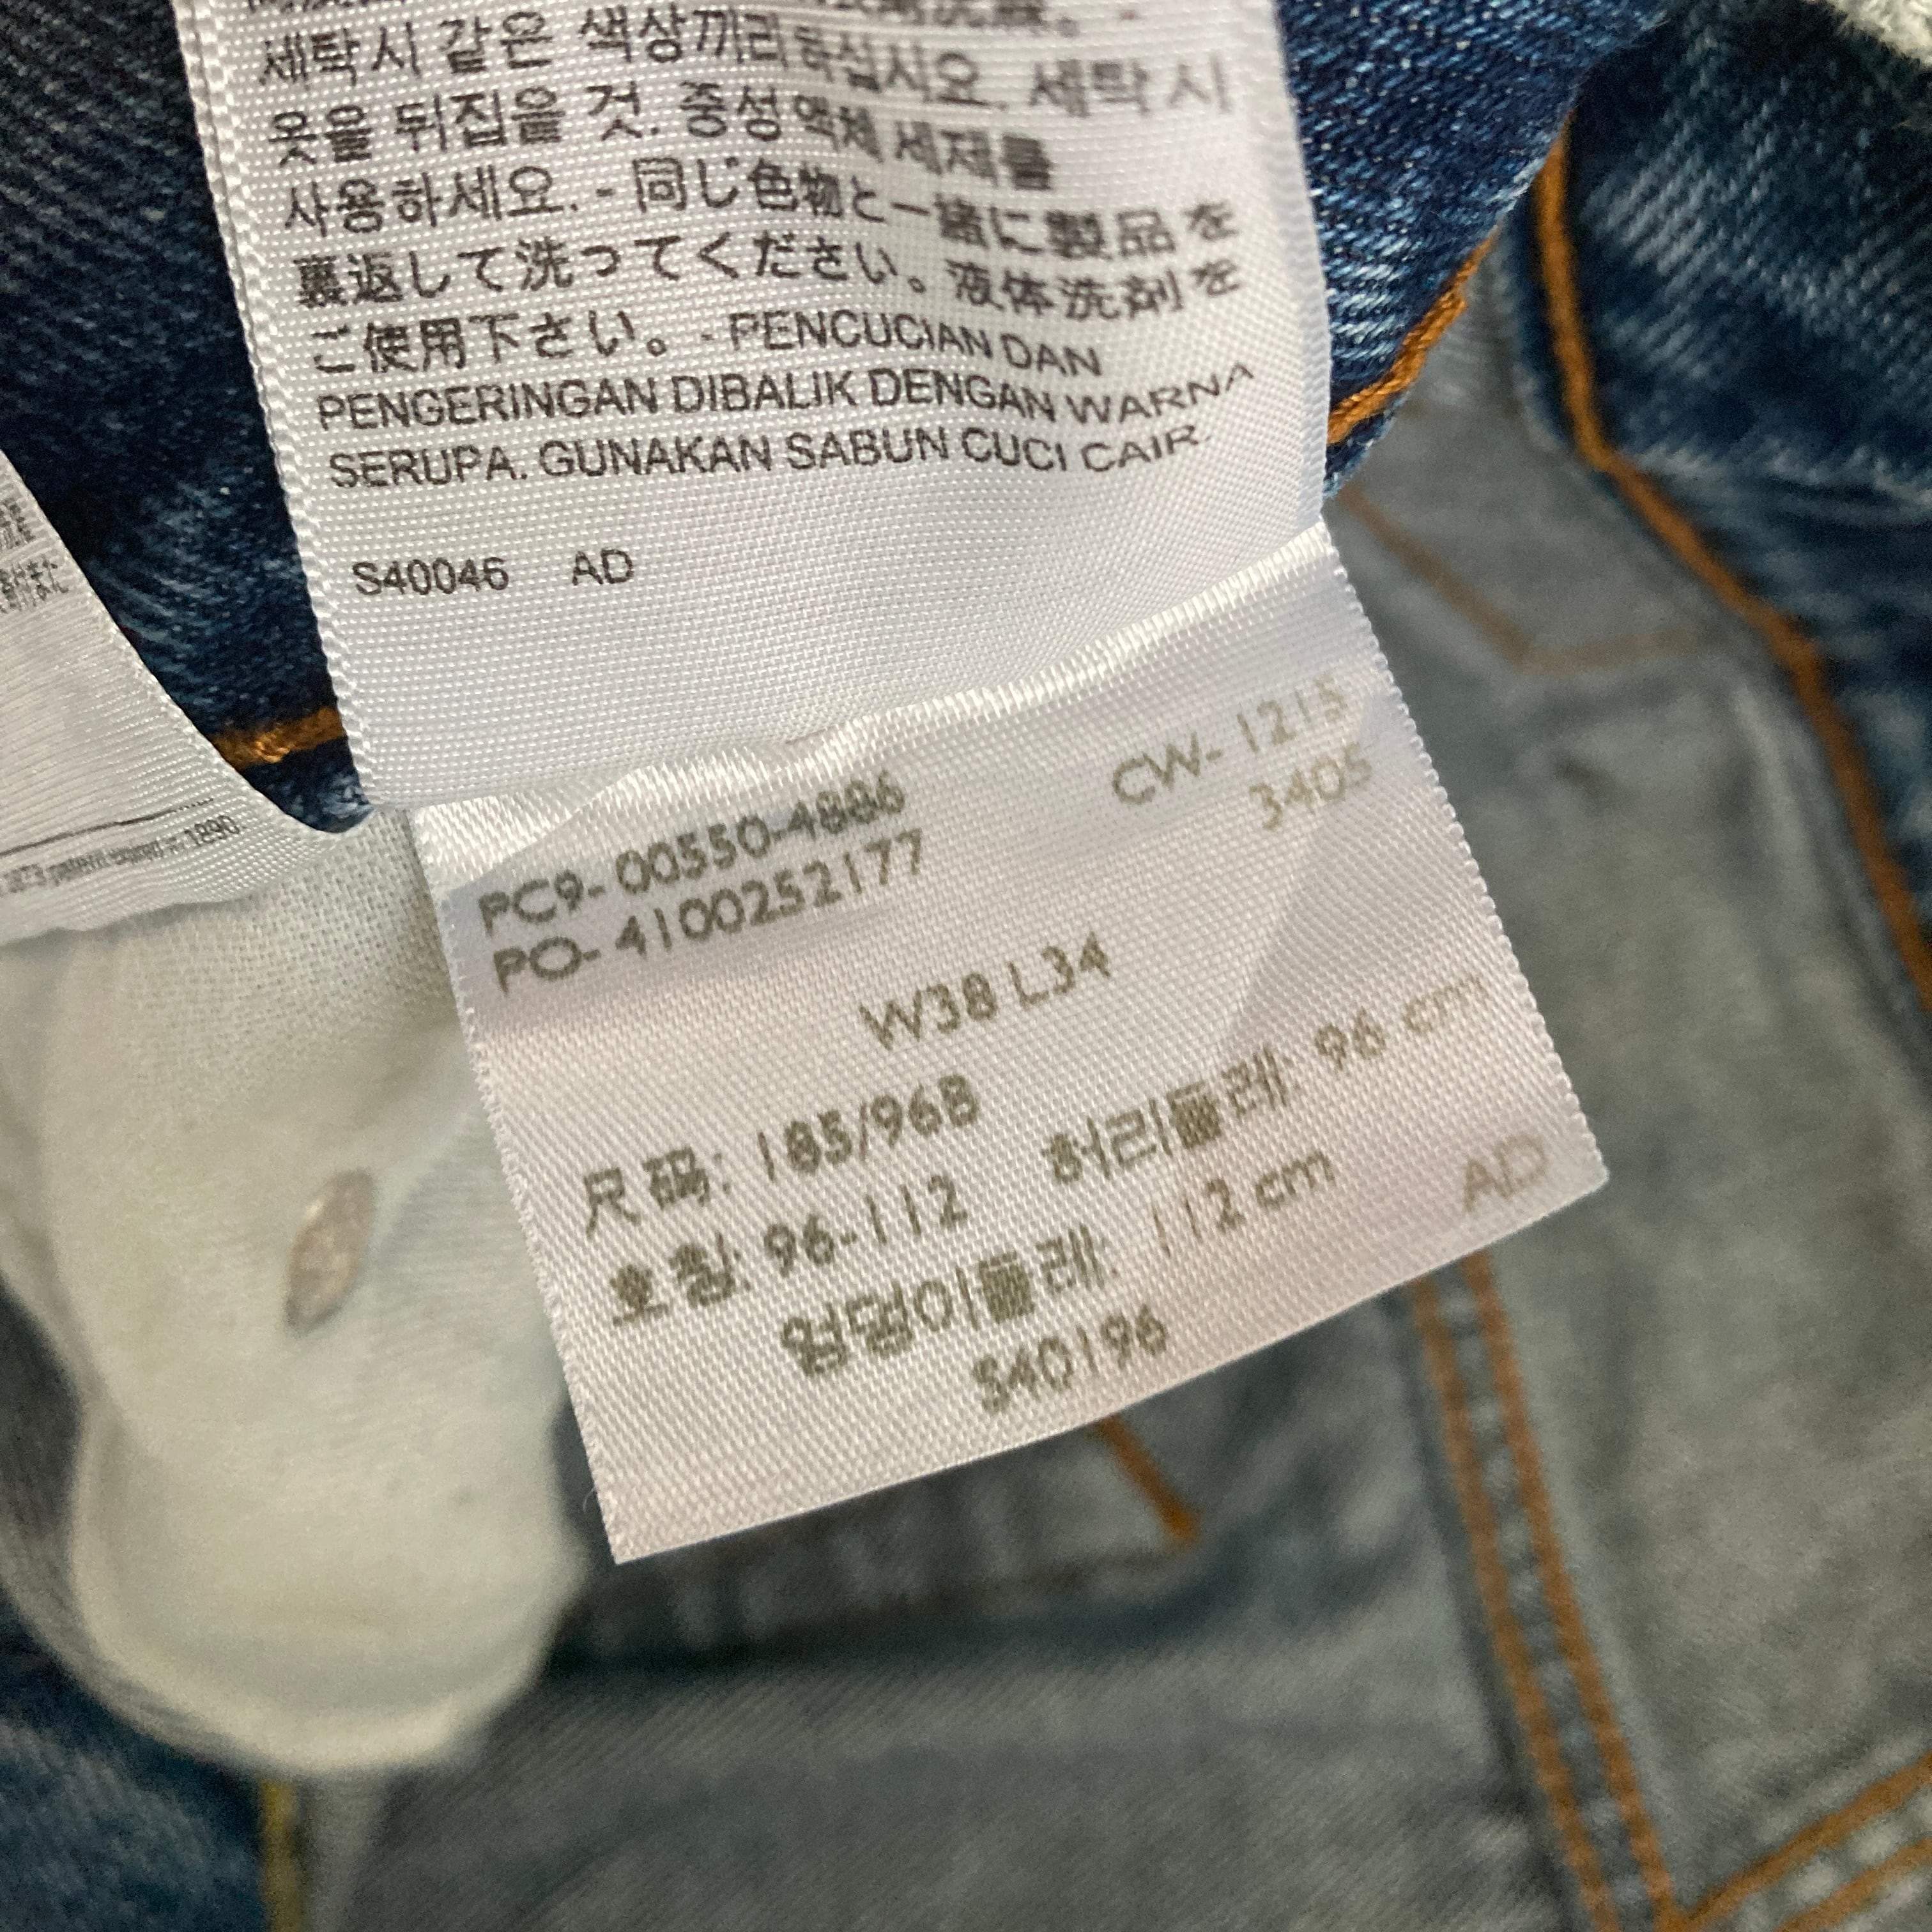 세탁시 같은 색상끼리 하십시오. 세탁 시
옷을 뒤집을 것. 중성 액체 세제를
사용하세요. - 同じ色物と一緒に製品を
裏返して洗ってください。液体洗剤を
ご使用下さい。- PENCUCIAN DAN
PENGERINGAN DIBALIK DENGAN WARNA
SERUPA. GUNAKAN SABUN CUCI CAIR.
S40046 AD
1890.
PC9- 00550-4886 CW- 1215
PO- 4100252177 3405
W38 L34
尺码: 185/96B
호칭: 96-112 허리둘레: 96 cm
엉덩이둘레: 112 cm AD
S40196